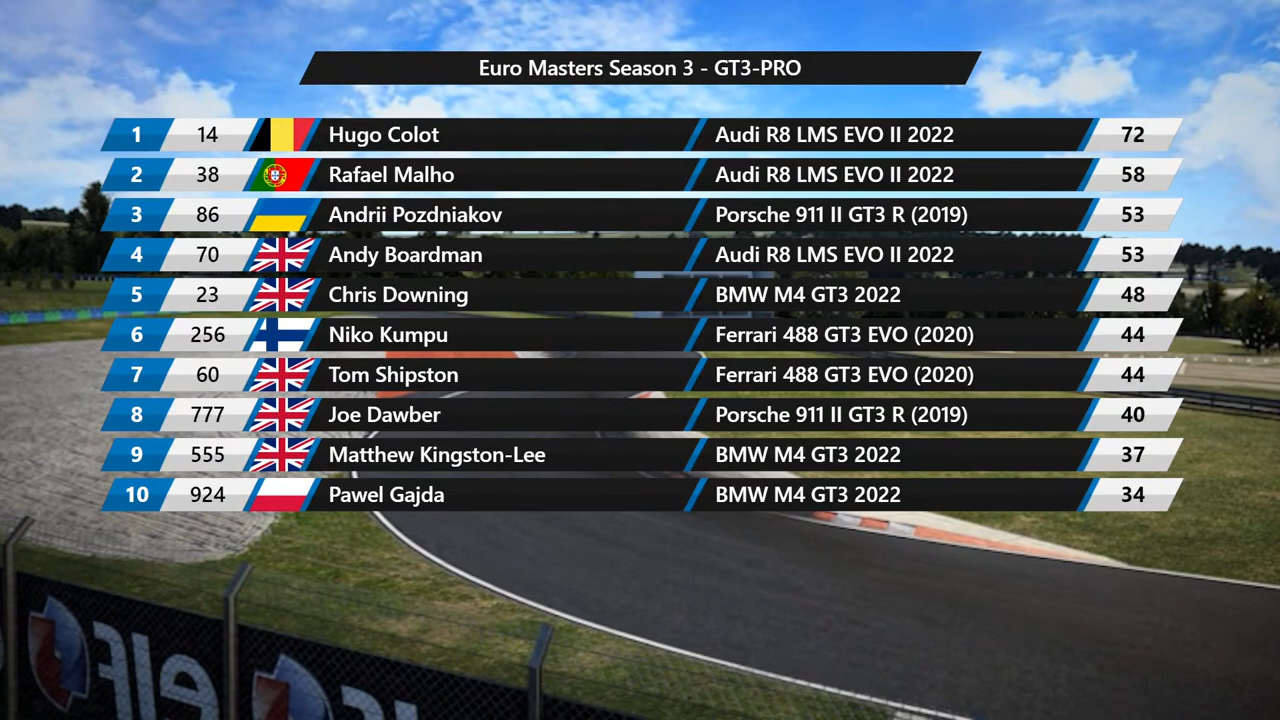 Euro Masters Season 3 - GT3-PRO
1 14 Hugo Colot Audi R8 LMS EVO II 2022 72
2 38 Rafael Malho Audi R8 LMS EVO II 2022 58
3 86 Andrii Pozdniakov Porsche 911 II GT3 R (2019) 53
4 70 Andy Boardman Audi R8 LMS EVO II 2022 53
5 23 Chris Downing BMW M4 GT3 2022 48
6 256 Niko Kumpu Ferrari 488 GT3 EVO (2020) 44
7 60 Tom Shipston Ferrari 488 GT3 EVO (2020) 44
8 777 Joe Dawber Porsche 911 II GT3 R (2019) 40
9 555 Matthew Kingston-Lee BMW M4 GT3 2022 37
10 924 Pawel Gajda BMW M4 GT3 2022 34
elf